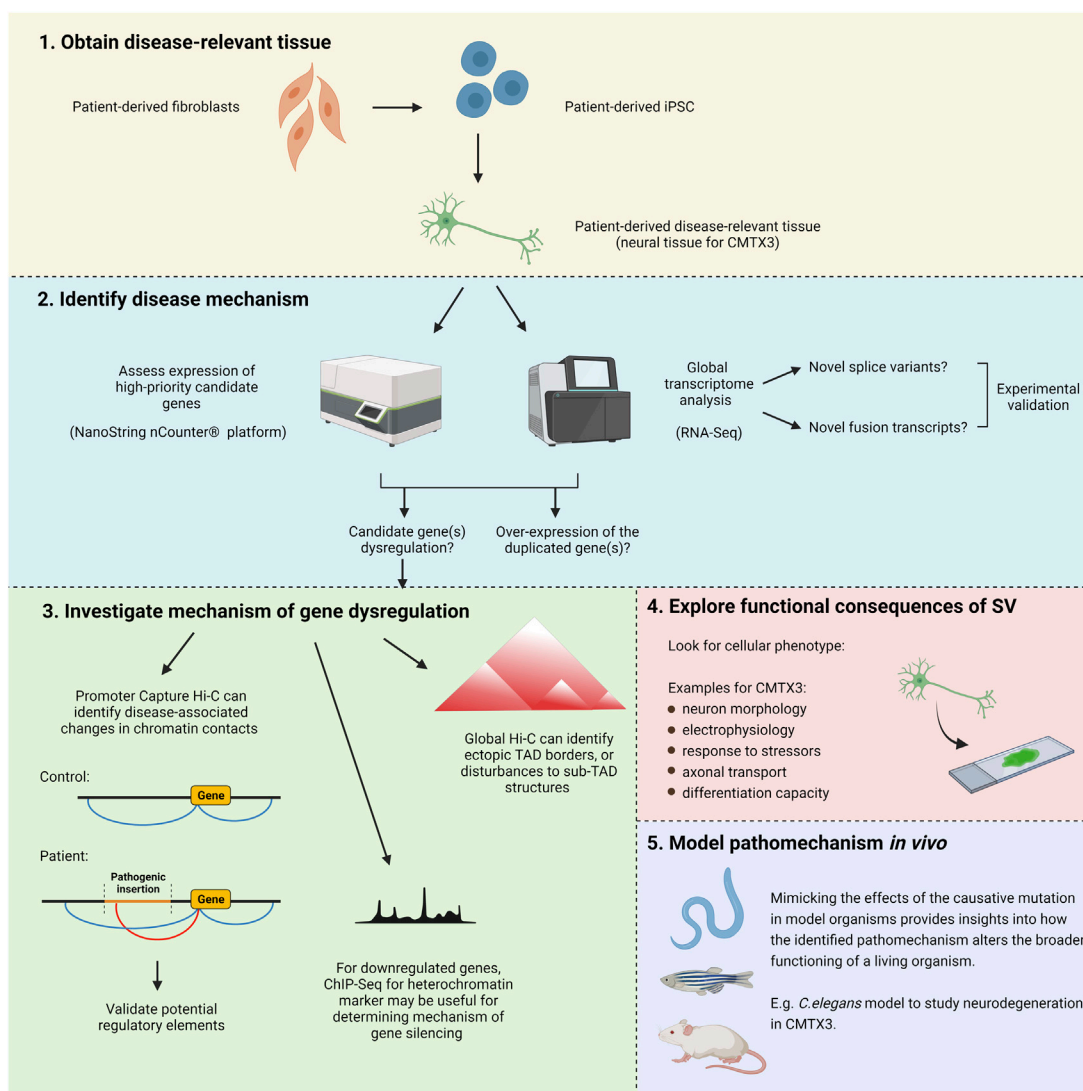 1. Obtain disease-relevant tissue
Patient-derived fibroblasts
Patient-derived iPSC
Patient-derived disease-relevant tissue
(neural tissue for CMTX3)
2. Identify disease mechanism
Assess expression of
high-priority candidate
genes
(NanoString nCounter® platform)
Global
transcriptome
analysis
(RNA-Seq)
Novel splice variants?
Novel fusion transcripts?
Experimental
validation
Candidate gene(s)
dysregulation?
Over-expression of the
duplicated gene(s)?
3. Investigate mechanism of gene dysregulation
Promoter Capture Hi-C can
identify disease-associated
changes in chromatin contacts
Control:
Gene
Patient:
Pathogenic
insertion
Gene
Validate potential
regulatory elements
For downregulated genes,
ChIP-Seq for heterochromatin
marker may be useful for
determining mechanism of
gene silencing
Global Hi-C can identify
ectopic TAD borders, or
disturbances to sub-TAD
structures
4. Explore functional consequences of SV
Look for cellular phenotype:
Examples for CMTX3:
● neuron morphology
● electrophysiology
● response to stressors
● axonal transport
● differentiation capacity
5. Model pathomechanism in vivo
Mimicking the effects of the causative mutation
in model organisms provides insights into how
the identified pathomechanism alters the broader
functioning of a living organism.
E.g. C.elegans model to study neurodegeneration
in CMTX3.